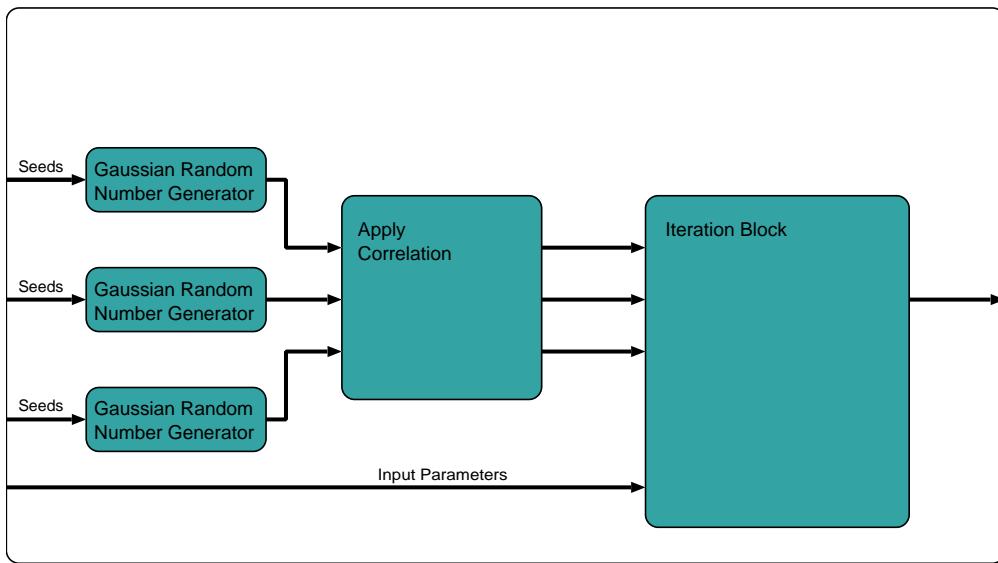 Seeds
Gaussian Random
Number Generator
Seeds
Gaussian Random
Number Generator
Seeds
Gaussian Random
Number Generator
Apply
Correlation
Iteration Block
Input Parameters